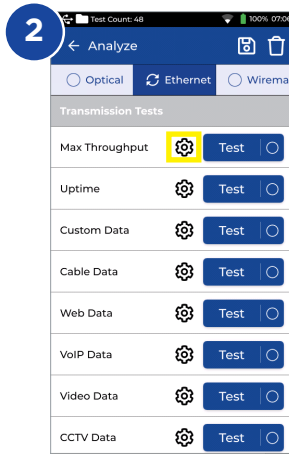 2
Test Count: 48 100% 07:06
Analyze
Optical Ethernet Wirema
Transmission Tests
Max Throughput Test
Uptime Test
Custom Data Test
Cable Data Test
Web Data Test
VoIP Data Test
Video Data Test
CCTV Data Test